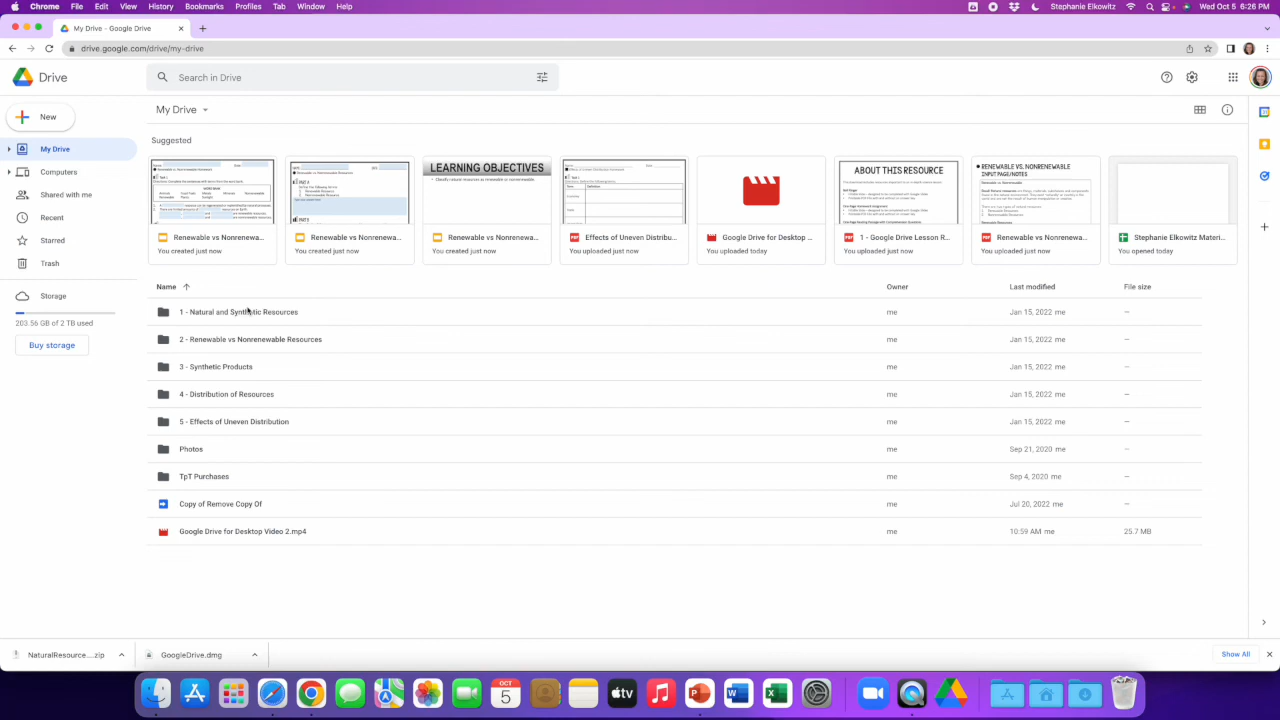 Chrome File Edit View History Bookmarks Profiles Tab Window Help Stephanie Elkowitz Wed Oct 5 6:26 PM
My Drive - Google Drive
drive.google.com/drive/my-drive
Drive
Search in Drive
New
My Drive
Computers
Shared with me
Recent
Starred
Trash
Storage
203.56 GB of 2 TB used
Buy storage
My Drive
Suggested
LEARNING OBJECTIVES
ABOUT THIS RESOURCE
RENEWABLE VS. NONRENEWABLE
INPUT PAGE/NOTES
Renewable vs Nonrenewa...
You created just now
Renewable vs Nonrenewa...
You created just now
Renewable vs Nonrenewa...
You created just now
Effects of Uneven Distribu...
You uploaded just now
Google Drive for Desktop ...
You uploaded today
1 - Google Drive Lesson R...
You uploaded just now
Renewable vs Nonrenewa...
You uploaded just now
Stephanie Elkowitz Materi...
You opened today
Name Owner Last modified File size
1 - Natural and Synthetic Resources me Jan 15, 2022 me –
2 - Renewable vs Nonrenewable Resources me Jan 15, 2022 me –
3 - Synthetic Products me Jan 15, 2022 me –
4 - Distribution of Resources me Jan 15, 2022 me –
5 - Effects of Uneven Distribution me Jan 15, 2022 me –
Photos me Sep 21, 2020 me –
TpT Purchases me Sep 4, 2020 me –
Copy of Remove Copy Of me Jul 20, 2022 me –
Google Drive for Desktop Video 2.mp4 me 10:59 AM me 25.7 MB
NaturalResource....zip
GoogleDrive.dmg
Show All
OCT
5
tv